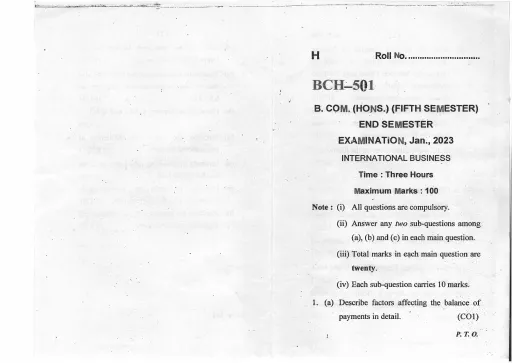 H Roll No. ..............................
BCH–501
B. COM. (HONS.) (FIFTH SEMESTER)
END SEMESTER
EXAMINATION, Jan., 2023
INTERNATIONAL BUSINESS
Time : Three Hours
Maximum Marks : 100
Note : (i) All questions are compulsory.
(ii) Answer any two sub-questions among
(a), (b) and (c) in each main question.
(iii) Total marks in each main question are
twenty.
(iv) Each sub-question carries 10 marks.
1. (a) Describe factors affecting the balance of
payments in detail. (CO1)
P. T. O.